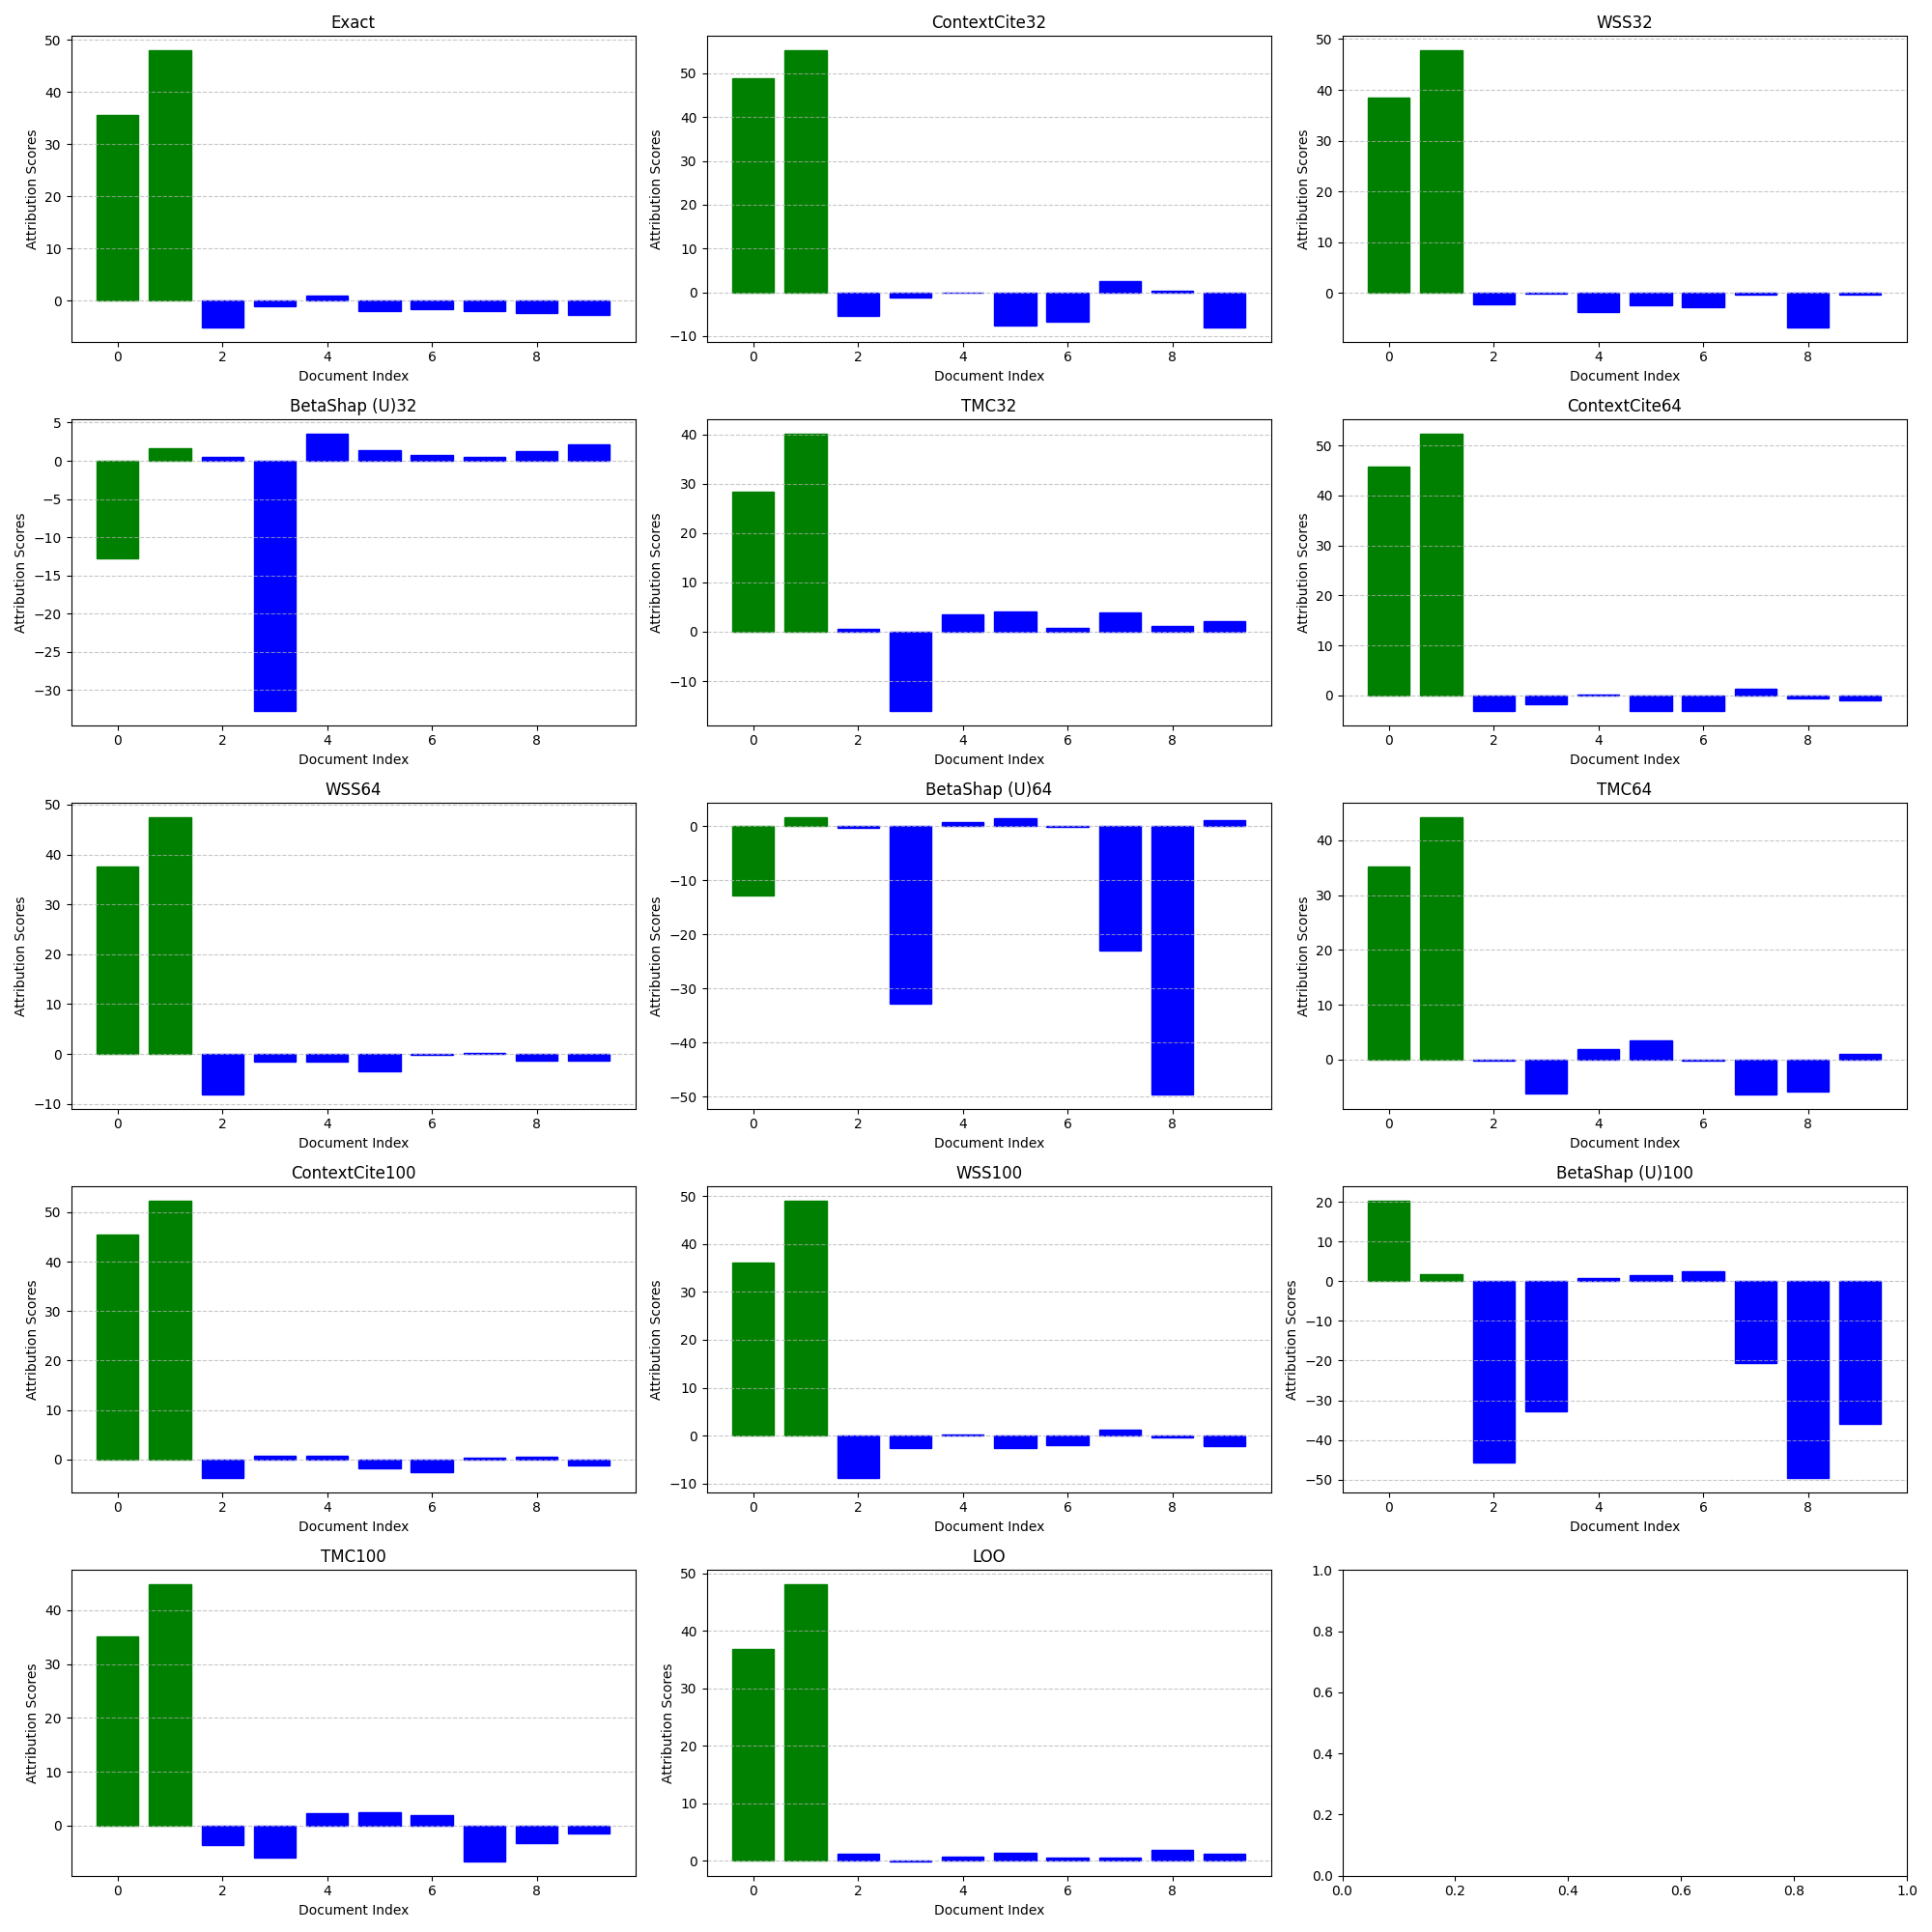 Exact
Attribution Scores
50
40
30
20
10
0
0 2 4 6 8
Document Index
ContextCite32
Attribution Scores
50
40
30
20
10
0
−10
0 2 4 6 8
Document Index
WSS32
Attribution Scores
50
40
30
20
10
0
0 2 4 6 8
Document Index
BetaShap (U)32
Attribution Scores
5
0
−5
−10
−15
−20
−25
−30
0 2 4 6 8
Document Index
TMC32
Attribution Scores
40
30
20
10
0
−10
0 2 4 6 8
Document Index
ContextCite64
Attribution Scores
50
40
30
20
10
0
0 2 4 6 8
Document Index
WSS64
Attribution Scores
50
40
30
20
10
0
−10
0 2 4 6 8
Document Index
BetaShap (U)64
Attribution Scores
0
−10
−20
−30
−40
−50
0 2 4 6 8
Document Index
TMC64
Attribution Scores
40
30
20
10
0
0 2 4 6 8
Document Index
ContextCite100
Attribution Scores
50
40
30
20
10
0
0 2 4 6 8
Document Index
WSS100
Attribution Scores
50
40
30
20
10
0
−10
0 2 4 6 8
Document Index
BetaShap (U)100
Attribution Scores
20
10
0
−10
−20
−30
−40
−50
0 2 4 6 8
Document Index
TMC100
Attribution Scores
40
30
20
10
0
0 2 4 6 8
Document Index
LOO
Attribution Scores
50
40
30
20
10
0
0 2 4 6 8
Document Index
1.0
0.8
0.6
0.4
0.2
0.0
0.0 0.2 0.4 0.6 0.8 1.0